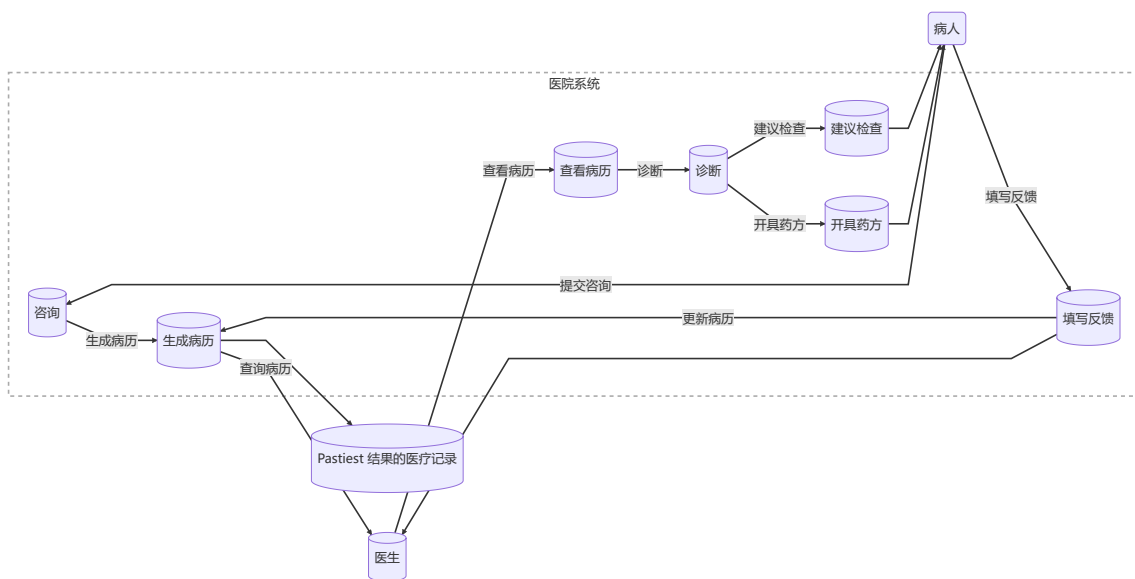 病人
医院系统
建议检查
建议检查
查看病历
查看病历
诊断
诊断
填写反馈
开具药方
开具药方
提交咨询
咨询
填写反馈
更新病历
生成病历
生成病历
查询病历
Pastiest 结果的医疗记录
医生